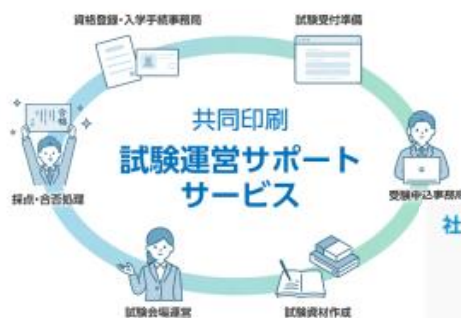 資格登録・入学手続事務局
試験受付準備
共同印刷
試験運営サポート
サービス
合格
採点・合否処理
受験申込事務局
社
試験会場運営
試験資材作成